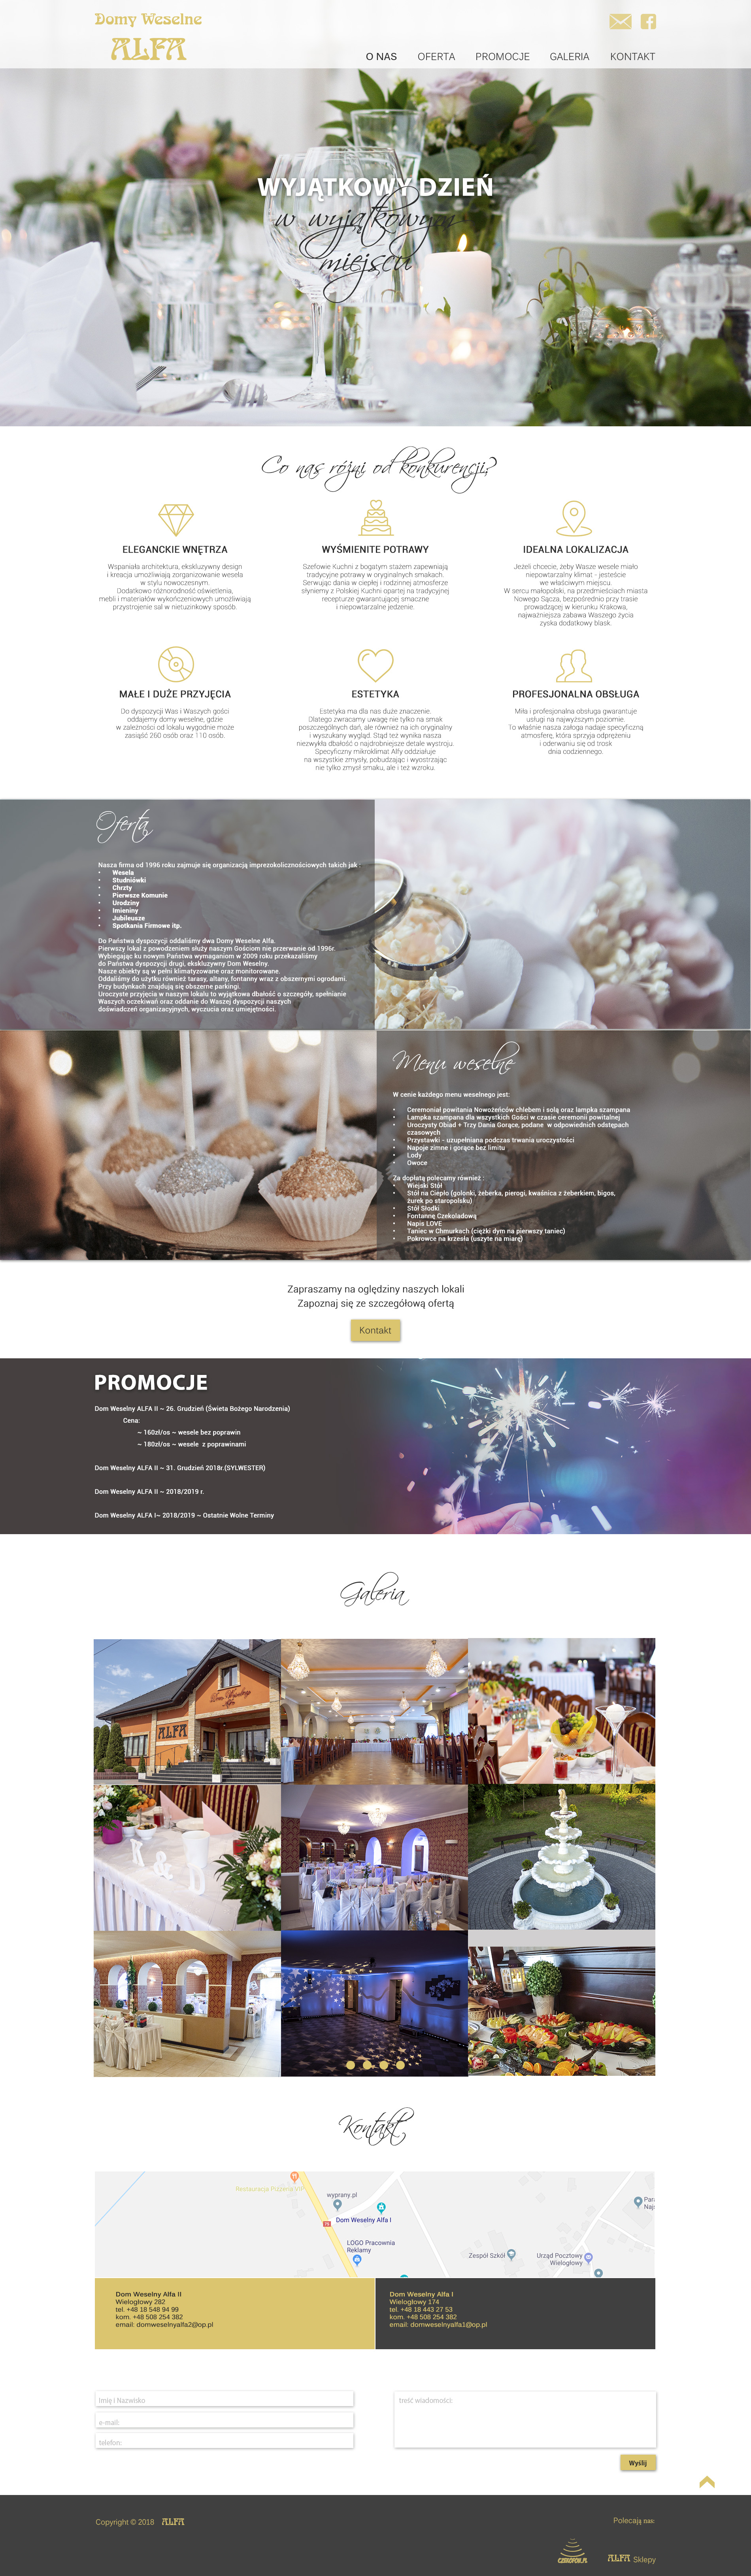 Domy Weselne
ALFA
O NAS OFERTA PROMOCJE GALERIA KONTAKT
WYJĄTKOWY DZIEŃ
w wyjątkowym
miejscu
Co nas różni od konkurencji?
ELEGANCKIE WNĘTRZA
Wspaniała architektura, ekskluzywny design
i kreacja umożliwiają zorganizowanie wesela
w stylu nowoczesnym.
Dodatkowo różnorodność oświetlenia,
mebli i materiałów wykończeniowych umożliwiają
przystrojenie sal w nietuzinkowy sposób.
WYŚMIENITE POTRAWY
Szefowie Kuchni z bogatym stażem zapewniają
tradycyjne potrawy w oryginalnych smakach.
Serwując dania w ciepłej i rodzinnej atmosferze
słyniemy z Polskiej Kuchni opartej na tradycyjnej
recepturze gwarantującej smaczne
i niepowtarzalne jedzenie.
IDEALNA LOKALIZACJA
Jeżeli chcecie, żeby Wasze wesele miało
niepowtarzalny klimat - jesteście
we właściwym miejscu.
W sercu małopolski, na przedmieściach miasta
Nowego Sącza, bezpośrednio przy trasie
prowadzącej w kierunku Krakowa,
najważniejsza zabawa Waszego życia
zyska dodatkowy blask.
MAŁE I DUŻE PRZYJĘCIA
Do dyspozycji Was i Waszych gości
oddajemy domy weselne, gdzie
w zależności od lokalu wygodnie może
zasiąść 260 osób oraz 110 osób.
ESTETYKA
Estetyka ma dla nas duże znaczenie.
Dlatego zwracamy uwagę nie tylko na smak
poszczególnych dań, ale również na ich oryginalny
i wyszukany wygląd. Stąd też wynika nasza
niezwykła dbałość o najdrobniejsze detale wystroju.
Specyficzny mikroklimat Alfy oddziałuje
na wszystkie zmysły, pobudzając i wyostrzając
nie tylko zmysł smaku, ale i też wzroku.
PROFESJONALNA OBSŁUGA
Miła i profesjonalna obsługa gwarantuje
usługi na najwyższym poziomie.
To właśnie nasza załoga nadaje specyficzną
atmosferę, która sprzyja odprężeniu
i oderwaniu się od trosk
dnia codziennego.
Oferta
Nasza firma od 1996 roku zajmuje się organizacją imprezokolicznościowych takich jak :
• Wesela
• Studniówki
• Chrzty
• Pierwsze Komunie
• Urodziny
• Imieniny
• Jubileusze
• Spotkania Firmowe itp.
Do Państwa dyspozycji oddaliśmy dwa Domy Weselne Alfa.
Pierwszy lokal z powodzeniem służy naszym Gościom nie przerwanie od 1996r.
Wybiegając ku nowym Państwa wymaganiom w 2009 roku przekazaliśmy
do Państwa dyspozycji drugi, ekskluzywny Dom Weselny.
Nasze obiekty są w pełni klimatyzowane oraz monitorowane.
Oddaliśmy do użytku również tarasy, altany, fontanny wraz z obszernymi ogrodami.
Przy budynkach znajdują się obszerne parkingi.
Uroczyste przyjęcia w naszym lokalu to wyjątkowa dbałość o szczegóły, spełnianie
Waszych oczekiwań oraz oddanie do Waszej dyspozycji naszych
doświadczeń organizacyjnych, wyczucia oraz umiejętności.
Menu weselne
W cenie każdego menu weselnego jest:
• Ceremoniał powitania Nowożeńców chlebem i solą oraz lampka szampana
• Lampka szampana dla wszystkich Gości w czasie ceremonii powitalnej
• Uroczysty Obiad + Trzy Dania Gorące, podane w odpowiednich odstępach
czasowych
• Przystawki - uzupełniana podczas trwania uroczystości
• Napoje zimne i gorące bez limitu
• Lody
• Owoce
Za dopłatą polecamy również :
• Wiejski Stół
• Stół na Ciepło (golonki, żeberka, pierogi, kwaśnica z żeberkiem, bigos,
żurek po staropolsku)
• Stół Słodki
• Fontannę Czekoladową
• Napis LOVE
• Taniec w Chmurkach (ciężki dym na pierwszy taniec)
• Pokrowce na krzesła (uszyte na miarę)
Zapraszamy na oględziny naszych lokali
Zapoznaj się ze szczegółową ofertą
Kontakt
PROMOCJE
Dom Weselny ALFA II ~ 26. Grudzień (Świeta Bożego Narodzenia)
Cena:
~ 160zł/os ~ wesele bez poprawin
~ 180zł/os ~ wesele z poprawinami
Dom Weselny ALFA II ~ 31. Grudzień 2018r.(SYLWESTER)
Dom Weselny ALFA II ~ 2018/2019 r.
Dom Weselny ALFA I~ 2018/2019 ~ Ostatnie Wolne Terminy
Galeria
Dom Weselny
ALFA
K & D
Kontakt
Restauracja Polonia VIP
wyprany.pl
Dom Weselny Alfa I
75
LOGO Pracownia
Reklamy
Zespół Szkół
Urząd Pocztowy
Wielogłowy
Para
Najś
Dom Weselny Alfa II
Wielogłowy 282
tel. +48 18 548 94 99
kom. +48 508 254 382
email: domweselnyalfa2@op.pl
Dom Weselny Alfa I
Wielogłowy 174
tel. +48 18 443 27 53
kom. +48 508 254 382
email: domweselnyalfa1@op.pl
Imię i Nazwisko
e-mail:
telefon:
treść wiadomości:
Wyślij
Copyright © 2018 ALFA
Polecają nas:
ALFA Sklepy